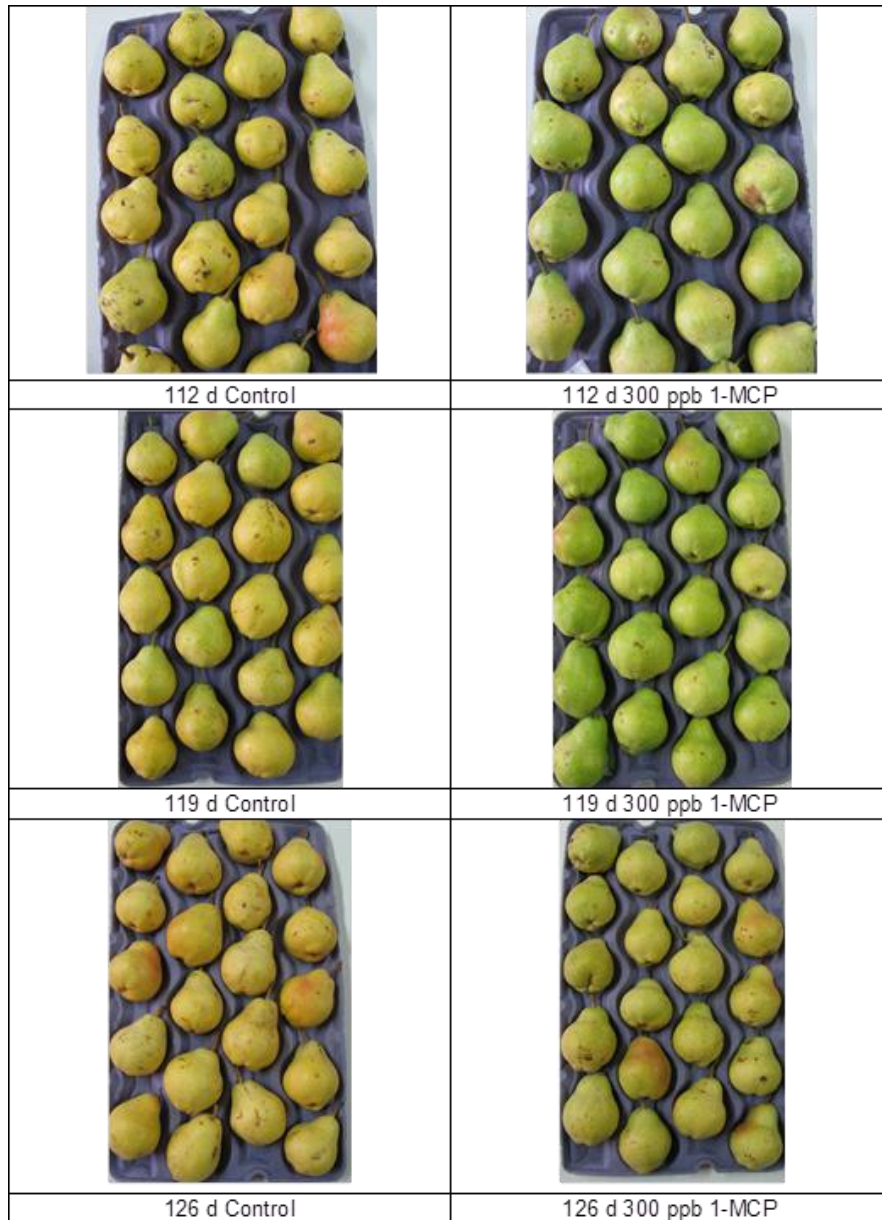 112 d Control
112 d 300 ppb 1-MCP
119 d Control
119 d 300 ppb 1-MCP
126 d Control
126 d 300 ppb 1-MCP